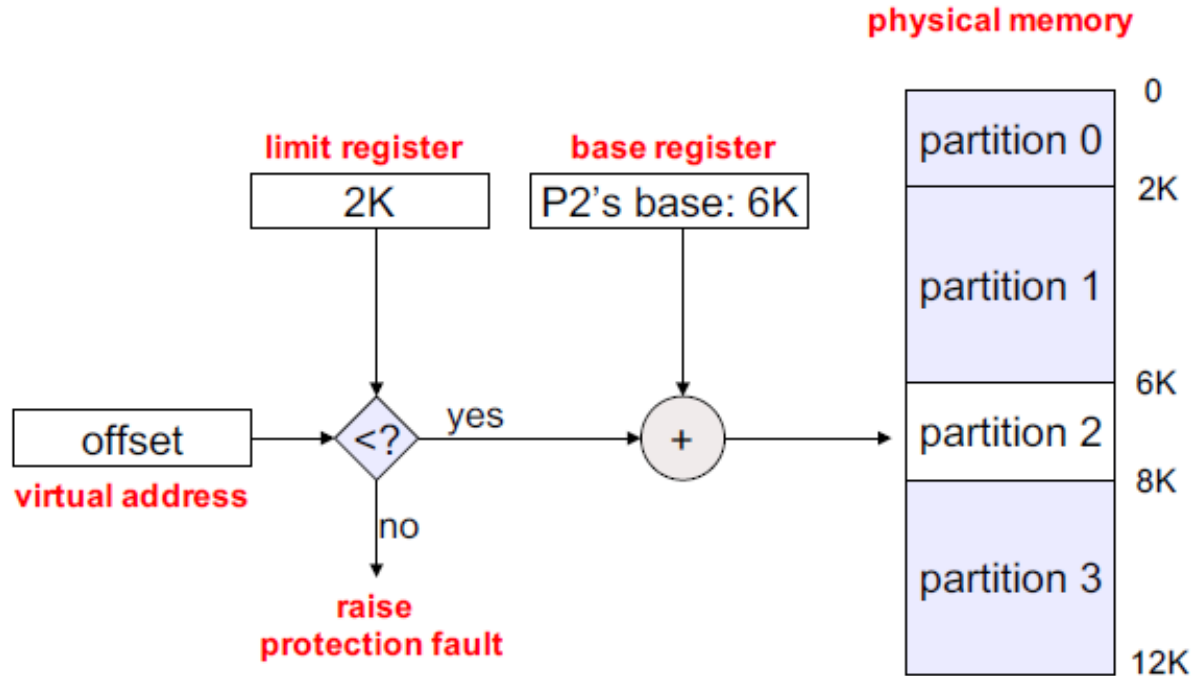 physical memory
0
limit register
base register
partition 0
2K
P2's base: 6K
2K
partition 1
6K
offset
<?
yes
+
partition 2
virtual address
8K
no
partition 3
raise
protection fault
12K